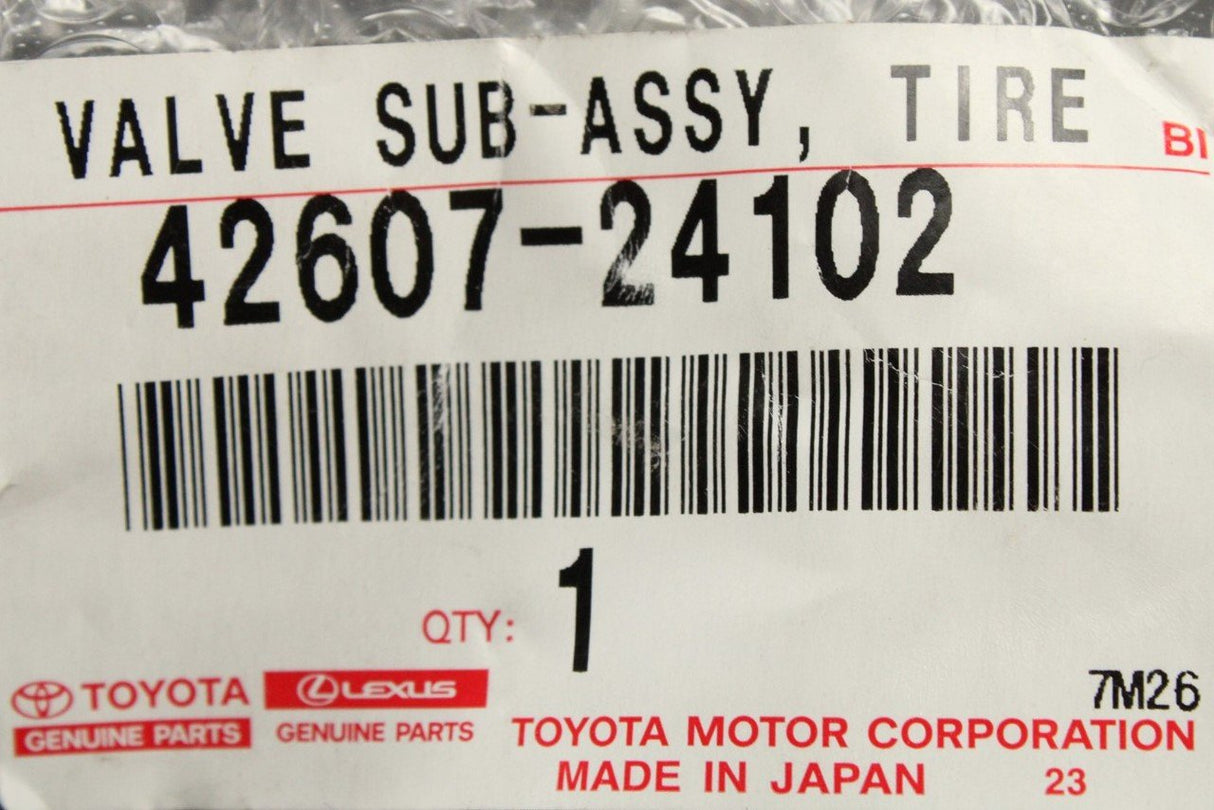 VALVE SUB-ASSY, TIRE
BI
42607-24102
QTY: 1
7M26
TOYOTA LEXUS
GENUINE PARTS GENUINE PARTS
TOYOTA MOTOR CORPORATION
MADE IN JAPAN 23